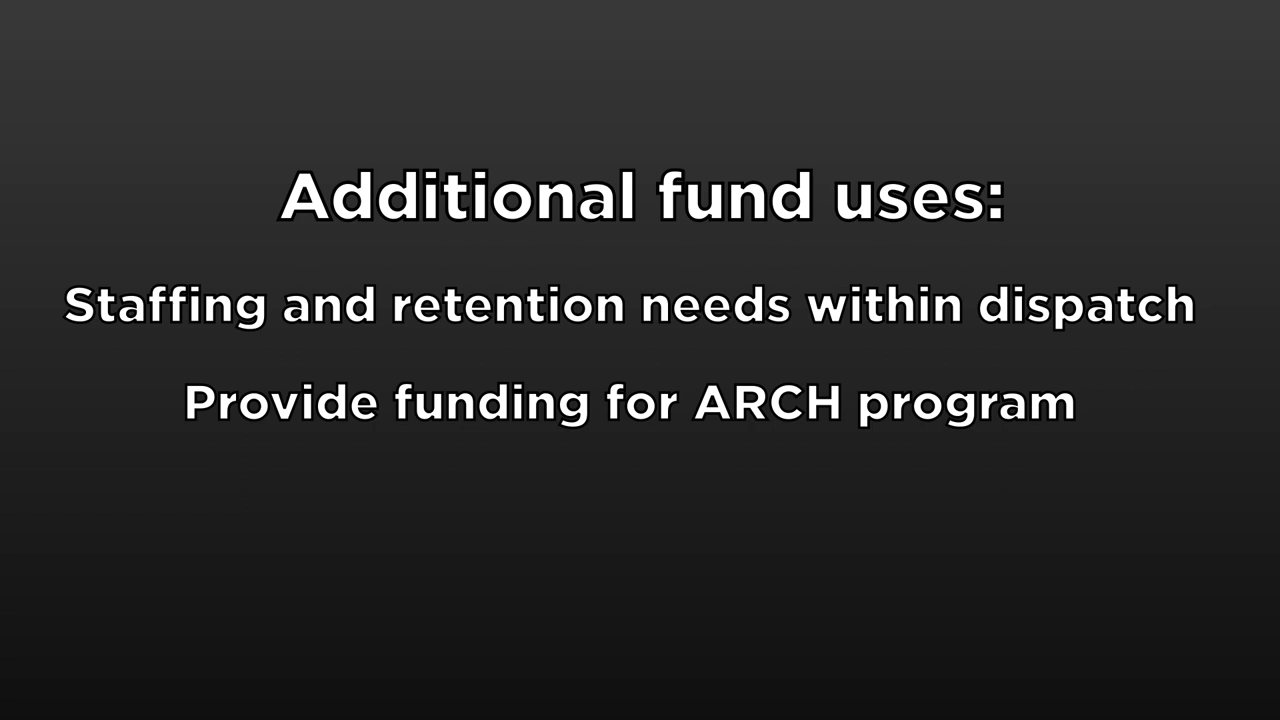 Additional fund uses:
Staffing and retention needs within dispatch
Provide funding for ARCH program